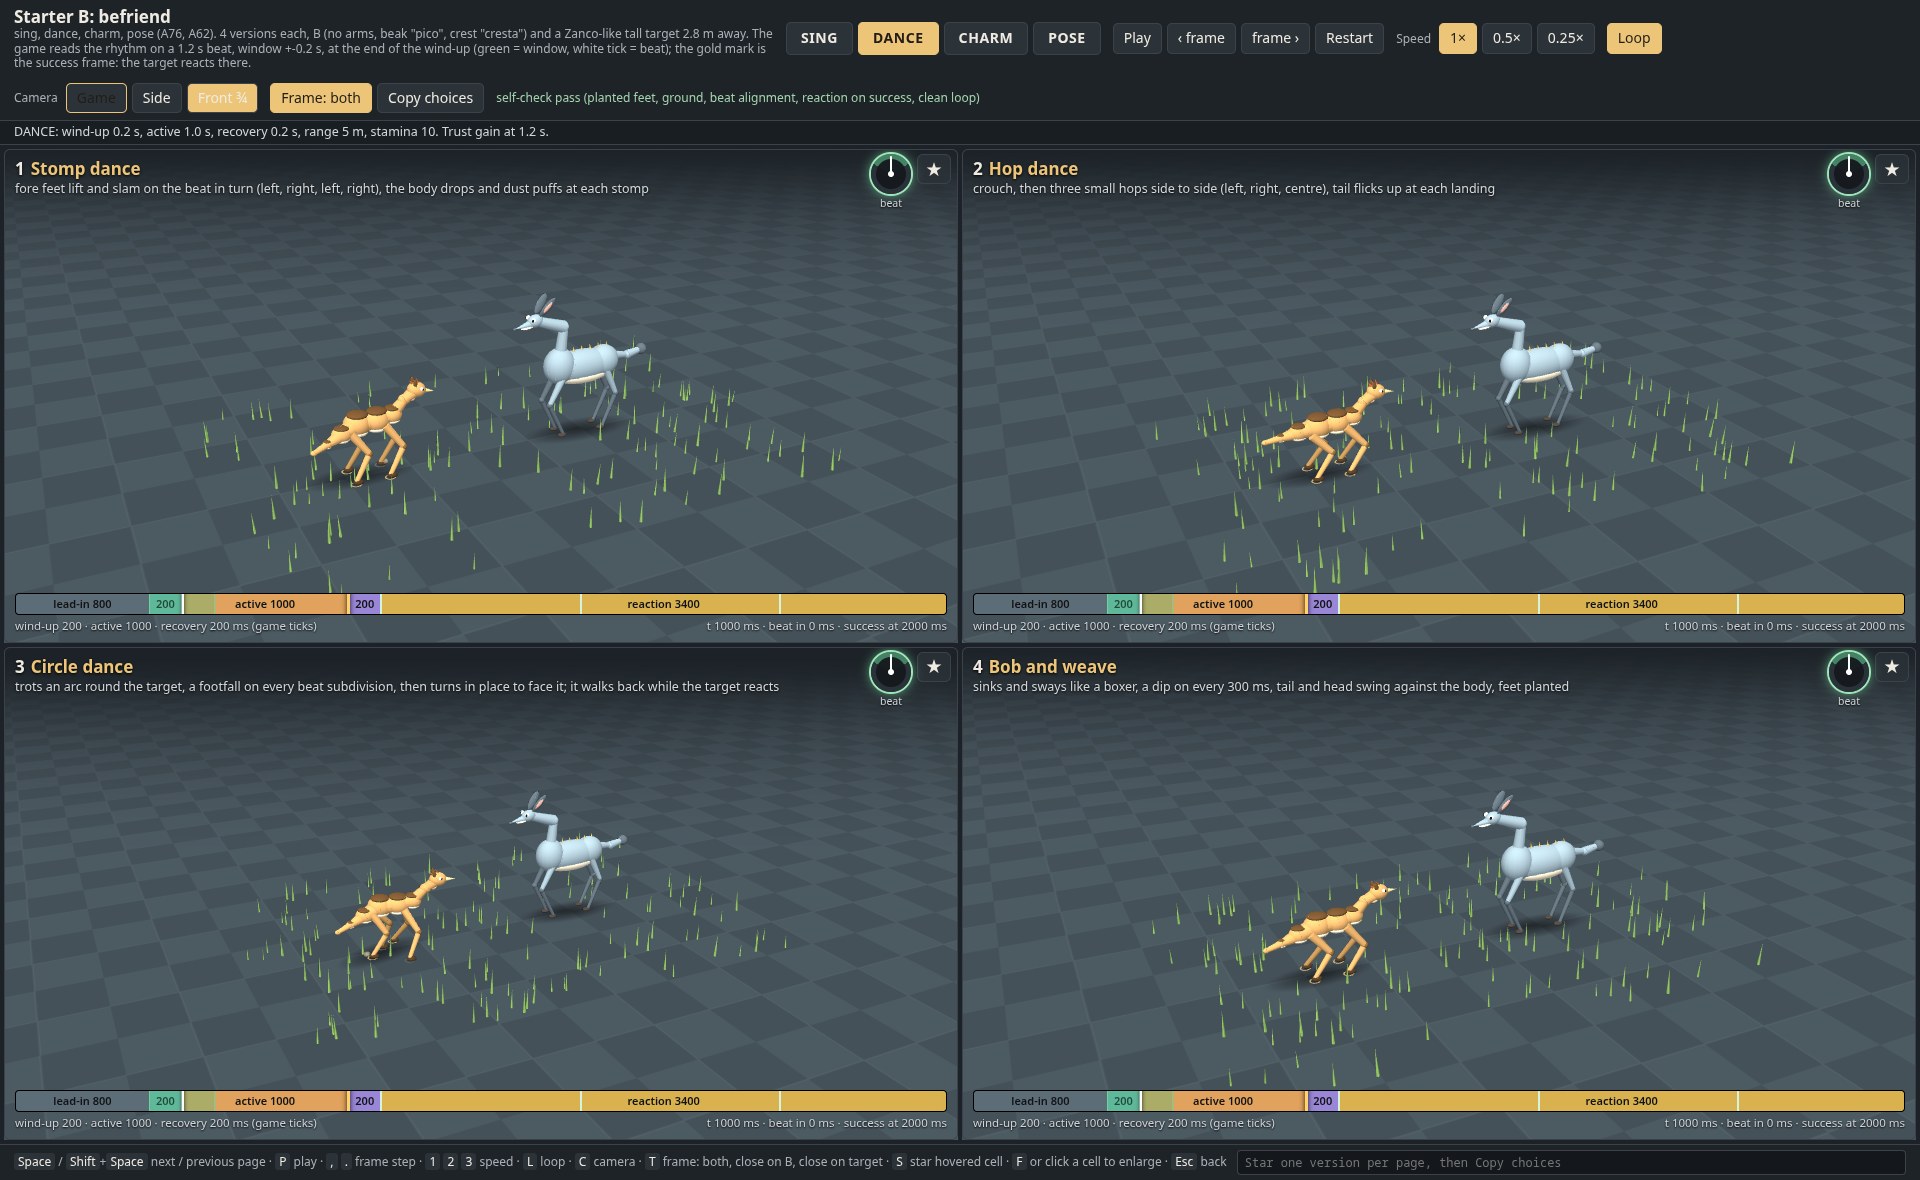 Starter B: befriend
sing, dance, charm, pose (A76, A62). 4 versions each, B (no arms, beak "pico", crest "cresta") and a Zanco-like tall target 2.8 m away. The
game reads the rhythm on a 1.2 s beat, window +-0.2 s, at the end of the wind-up (green = window, white tick = beat); the gold mark is
the success frame: the target reacts there.
SING DANCE CHARM POSE Play ‹ frame frame › Restart Speed 1× 0.5× 0.25× Loop
Camera Game Side Front ¾ Frame: both Copy choices self-check pass (planted feet, ground, beat alignment, reaction on success, clean loop)
DANCE: wind-up 0.2 s, active 1.0 s, recovery 0.2 s, range 5 m, stamina 10. Trust gain at 1.2 s.
1 Stomp dance
fore feet lift and slam on the beat in turn (left, right, left, right), the body drops and dust puffs at each stomp
beat ★
lead-in 800 200 active 1000 200 reaction 3400
wind-up 200 · active 1000 · recovery 200 ms (game ticks) t 1000 ms · beat in 0 ms · success at 2000 ms
2 Hop dance
crouch, then three small hops side to side (left, right, centre), tail flicks up at each landing
beat ★
lead-in 800 200 active 1000 200 reaction 3400
wind-up 200 · active 1000 · recovery 200 ms (game ticks) t 1000 ms · beat in 0 ms · success at 2000 ms
3 Circle dance
trots an arc round the target, a footfall on every beat subdivision, then turns in place to face it; it walks back while the target reacts
beat ★
lead-in 800 200 active 1000 200 reaction 3400
wind-up 200 · active 1000 · recovery 200 ms (game ticks) t 1000 ms · beat in 0 ms · success at 2000 ms
4 Bob and weave
sinks and sways like a boxer, a dip on every 300 ms, tail and head swing against the body, feet planted
beat ★
lead-in 800 200 active 1000 200 reaction 3400
wind-up 200 · active 1000 · recovery 200 ms (game ticks) t 1000 ms · beat in 0 ms · success at 2000 ms
Space / Shift+Space next / previous page · P play · , . frame step · 1 2 3 speed · L loop · C camera · T frame: both, close on B, close on target · S star hovered cell · F or click a cell to enlarge · Esc back Star one version per page, then Copy choices